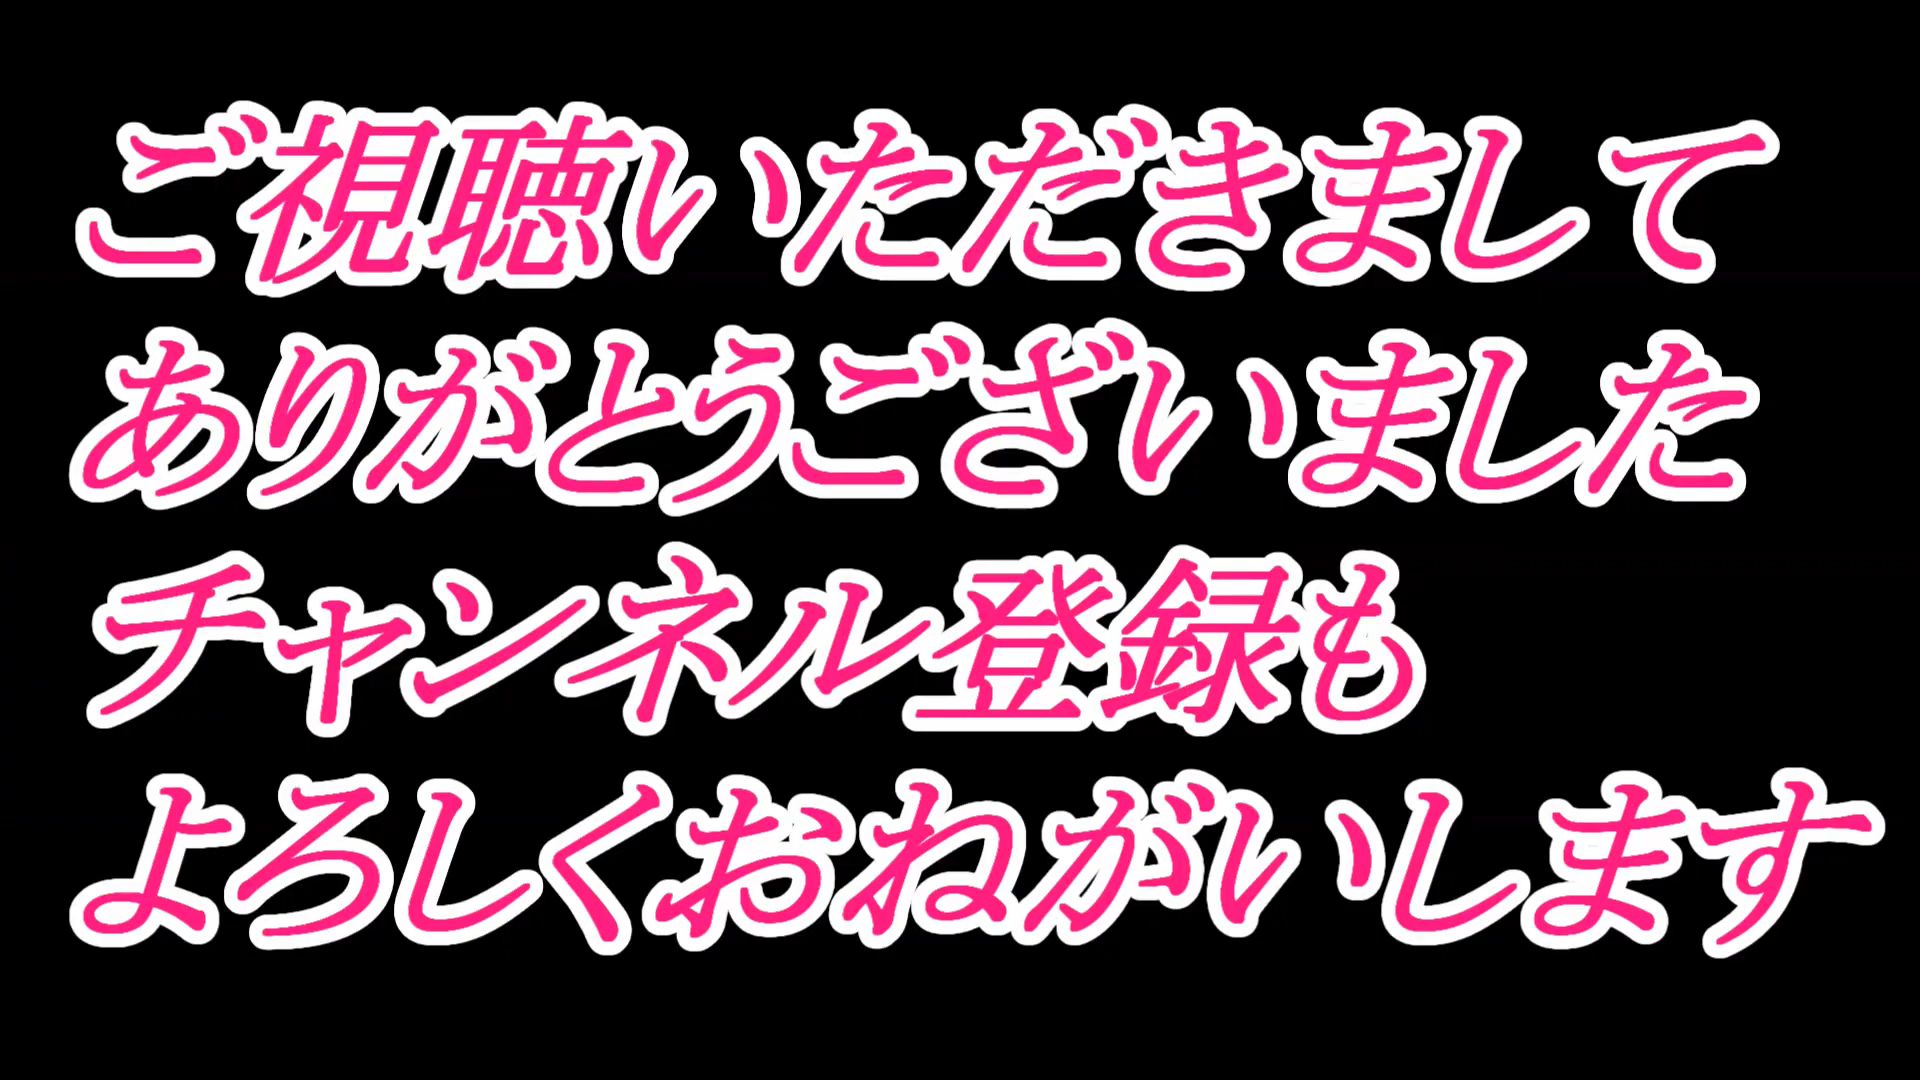 ご視聴いただきまして
ありがとうございました
チャンネル登録も
よろしくおねがいします